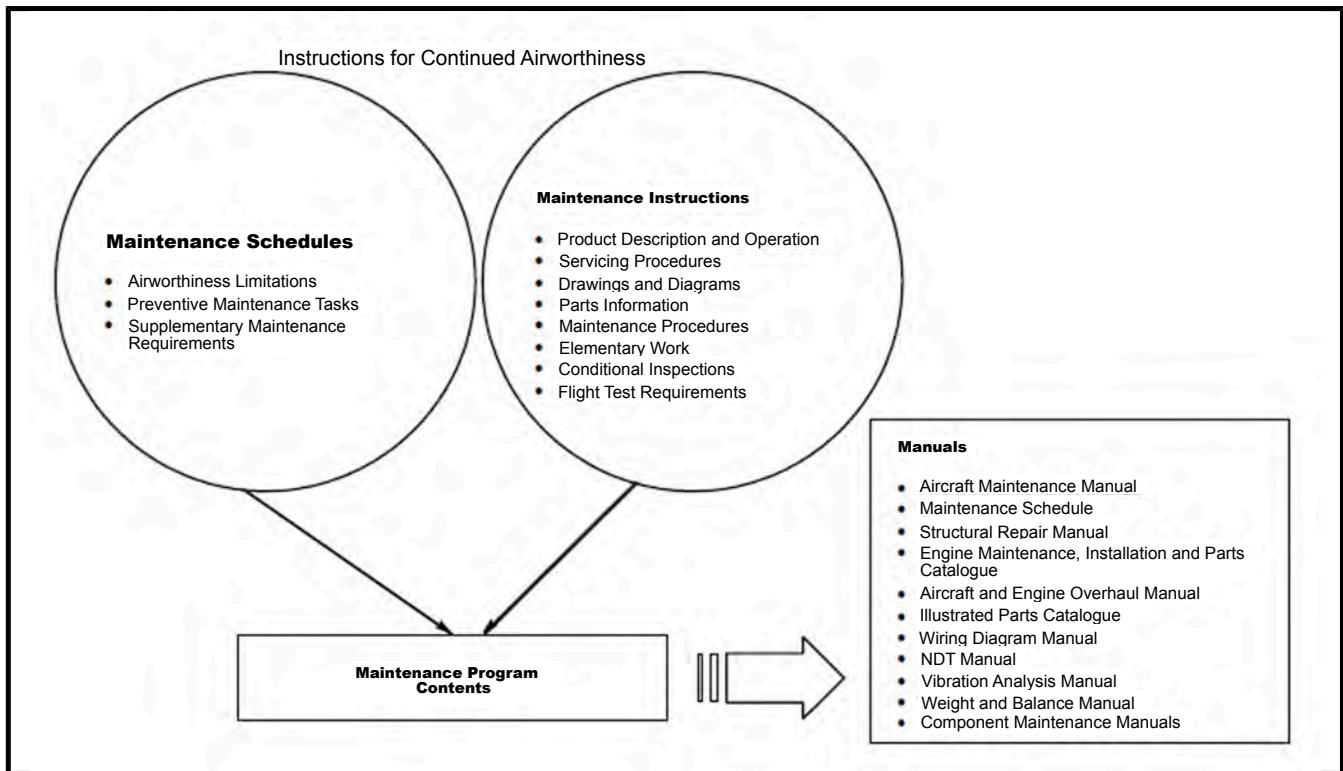 Instructions for Continued Airworthiness
Maintenance Schedules
• Airworthiness Limitations
• Preventive Maintenance Tasks
• Supplementary Maintenance
Requirements
Maintenance Instructions
• Product Description and Operation
• Servicing Procedures
• Drawings and Diagrams
• Parts Information
• Maintenance Procedures
• Elementary Work
• Conditional Inspections
• Flight Test Requirements
Maintenance Program
Contents
Manuals
• Aircraft Maintenance Manual
• Maintenance Schedule
• Structural Repair Manual
• Engine Maintenance, Installation and Parts
Catalogue
• Aircraft and Engine Overhaul Manual
• Illustrated Parts Catalogue
• Wiring Diagram Manual
• NDT Manual
• Vibration Analysis Manual
• Weight and Balance Manual
• Component Maintenance Manuals